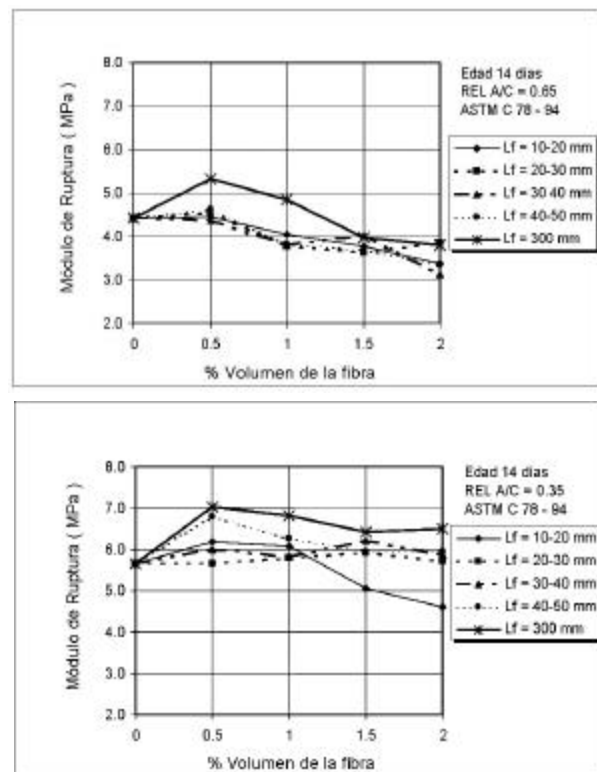 8.0
7.0
6.0
5.0
4.0
3.0
2.0
Módulo de Ruptura ( MPa)
0 0.5 1 1.5 2
% Volumen de la fibra
Edad 14 dias
REL A/C = 0.65
ASTM C 78 - 94
Lf = 10-20 mm
Lf = 20-30 mm
Lf = 30 40 mm
Lf = 40-50 mm
Lf = 300 mm
8.0
7.0
6.0
5.0
4.0
3.0
2.0
Módulo de Ruptura ( MPa)
0 0.5 1 1.5 2
% Volumen de la fibra
Edad 14 dias
REL A/C = 0.35
ASTM C 78 - 94
Lf = 10-20 mm
Lf = 20-30 mm
Lf = 30-40 mm
Lf = 40-50 mm
Lf = 300 mm